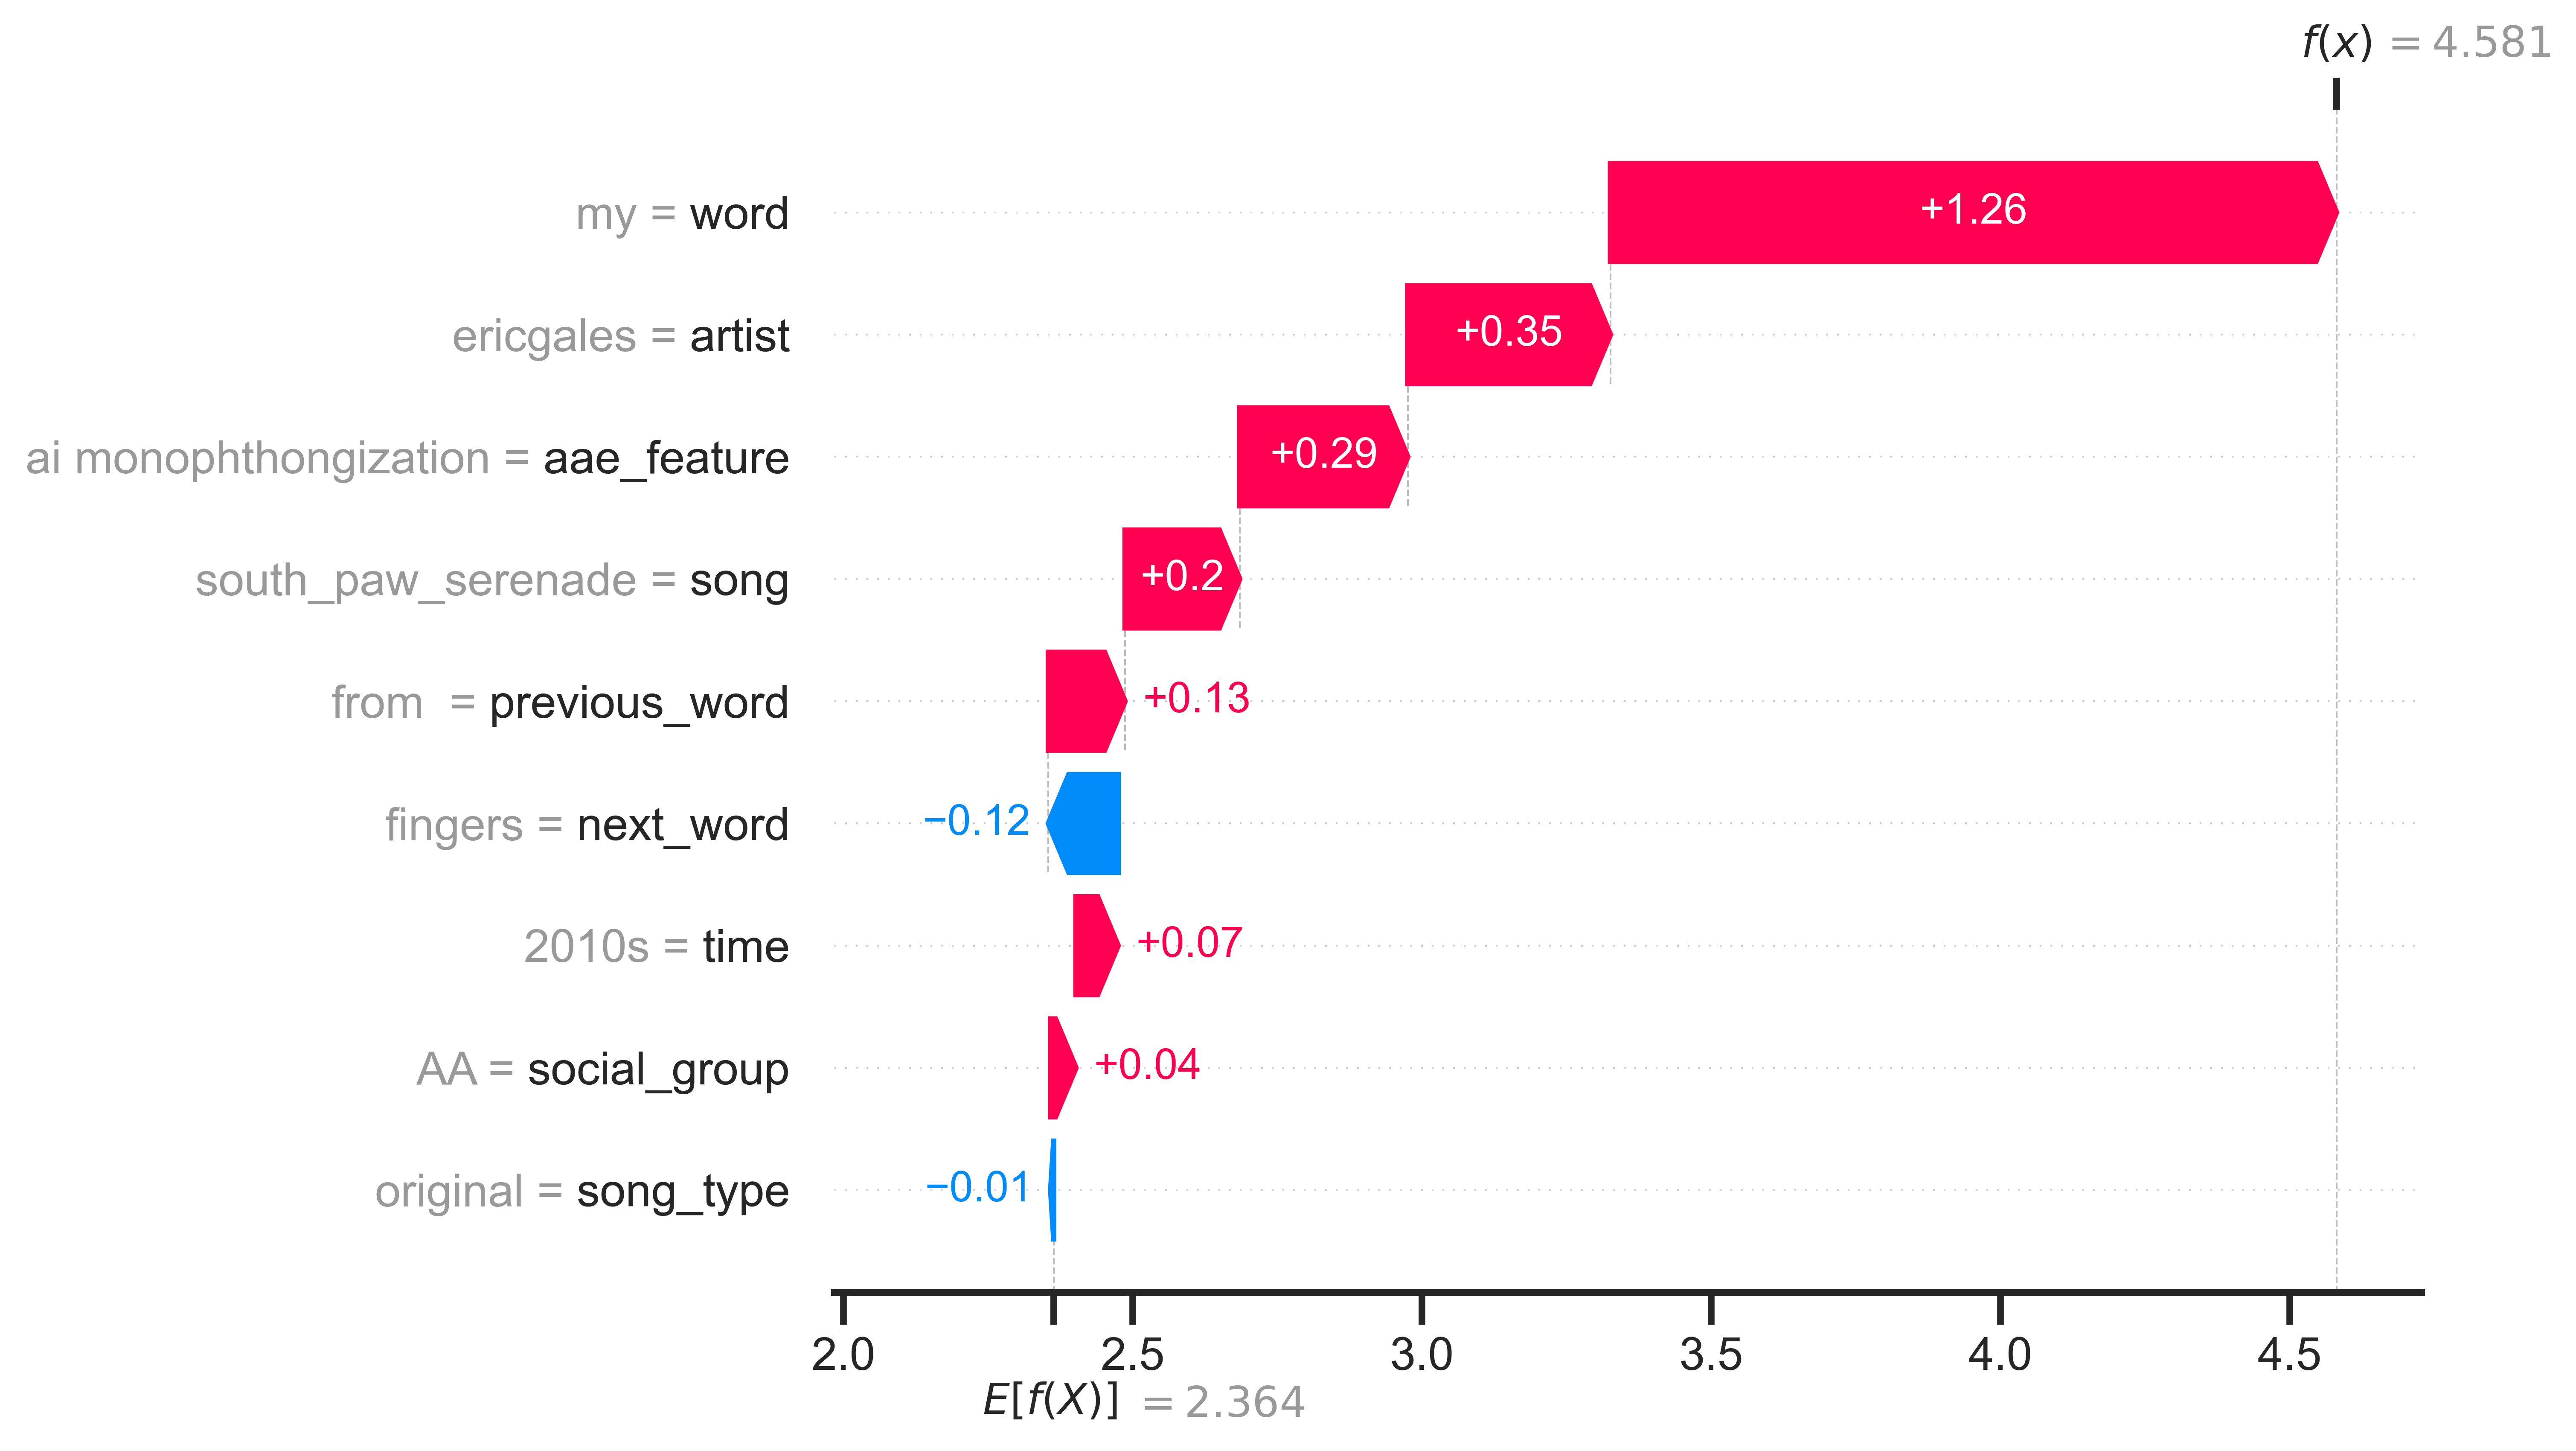 f(x) = 4.581
my = word +1.26
ericgales = artist +0.35
ai monophthongization = aae_feature +0.29
south_paw_serenade = song +0.2
from  = previous_word +0.13
fingers = next_word −0.12
2010s = time +0.07
AA = social_group +0.04
original = song_type −0.01
2.0 2.5 3.0 3.5 4.0 4.5
E[f(X)] = 2.364